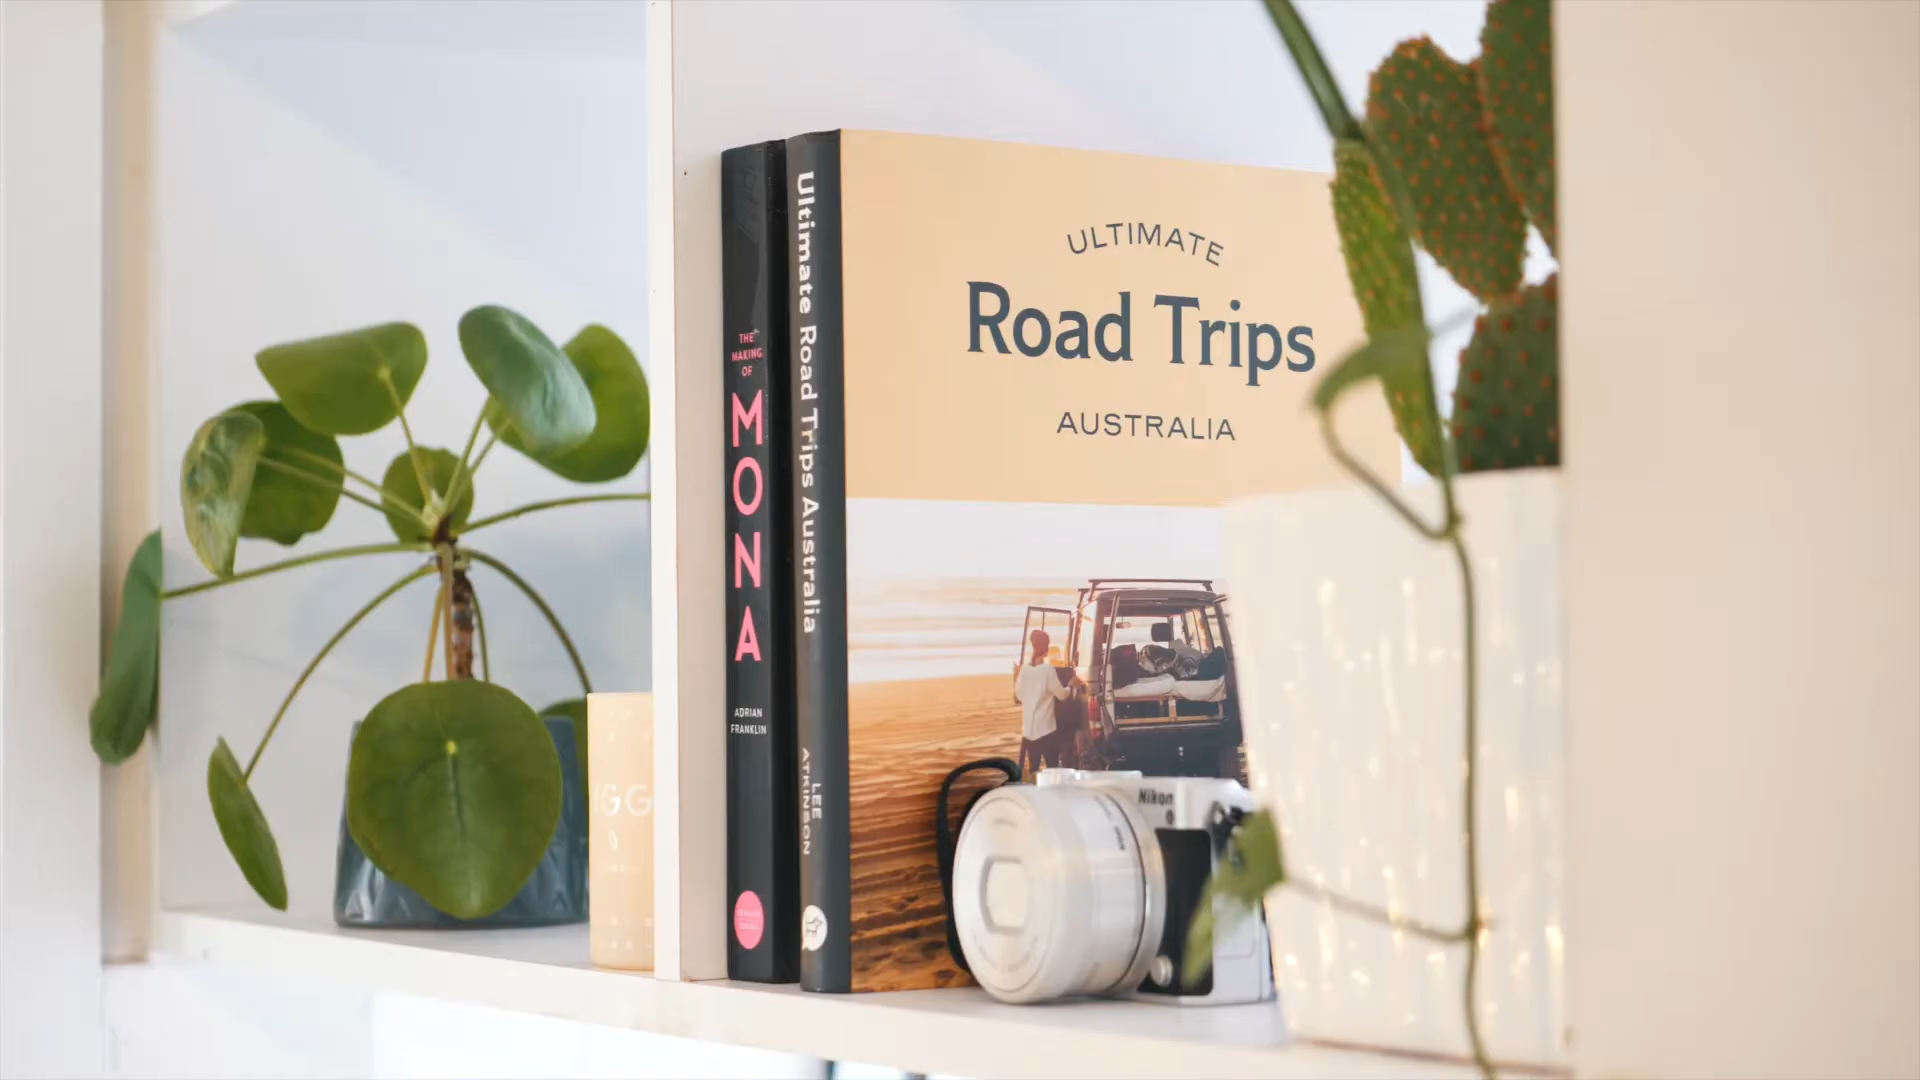 THE
MAKING
OF
MONA
ADRIAN
FRANKLIN
Ultimate Road Trips Australia
LEE
ATKINSON
ULTIMATE
Road Trips
AUSTRALIA
Nikon